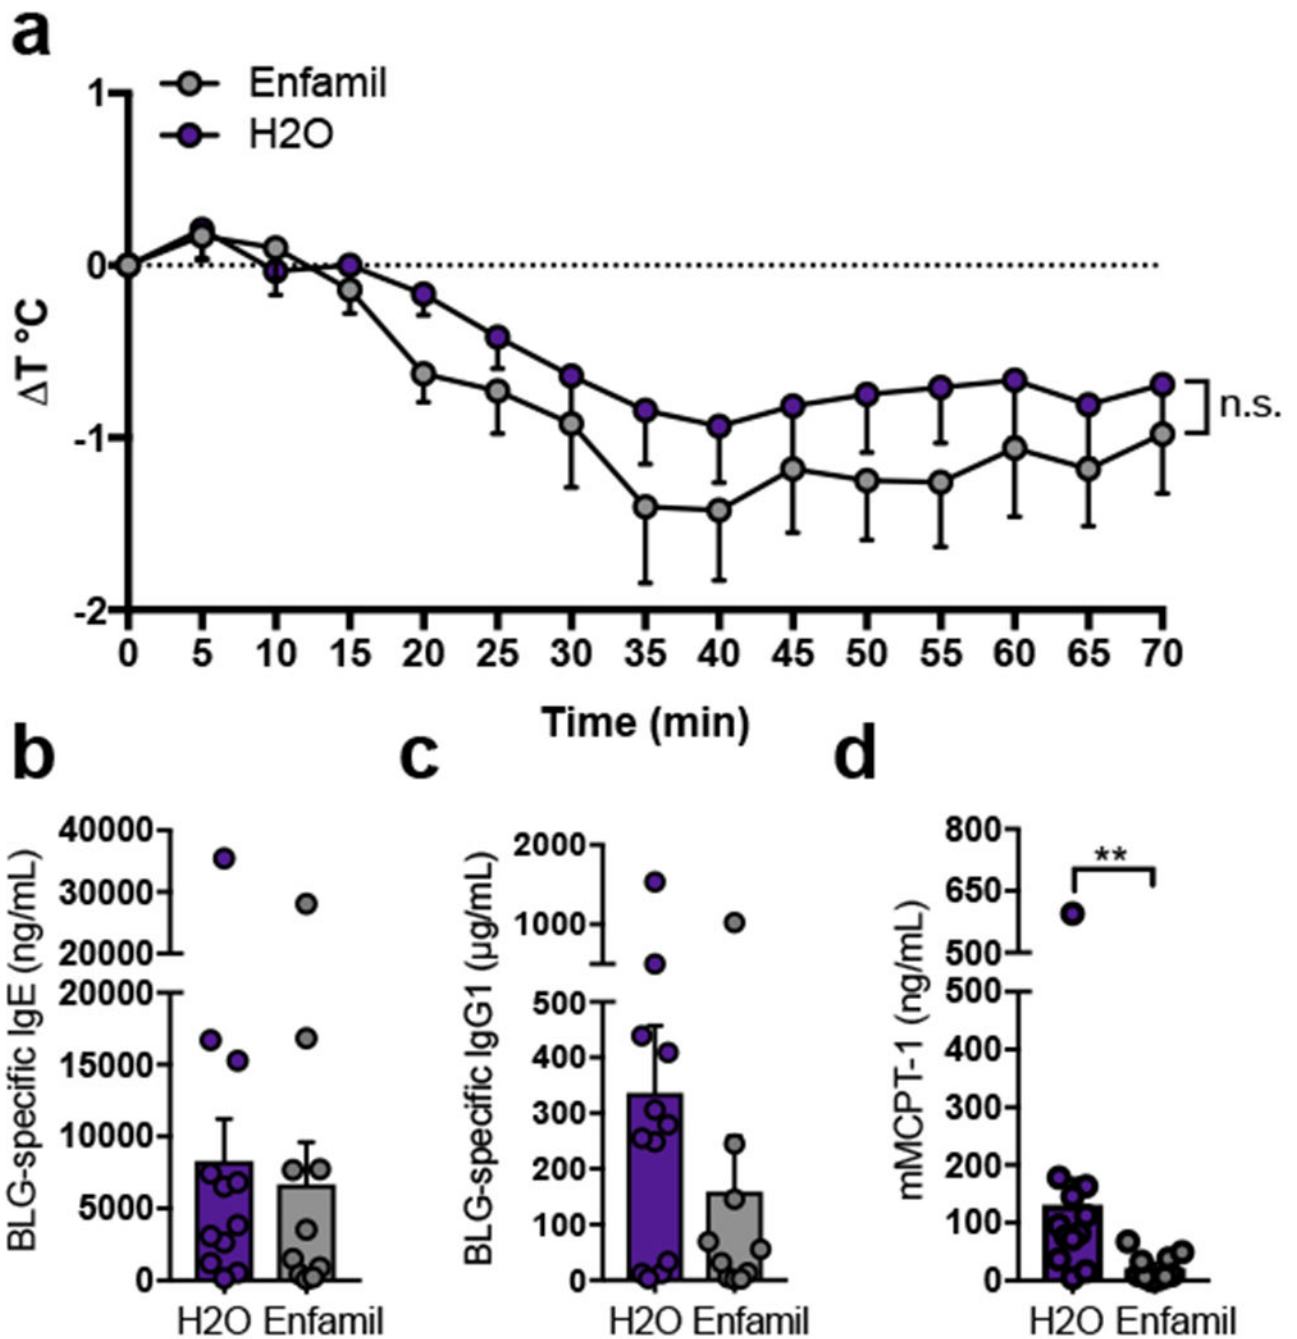 a
Enfamil
H2O
1
0
-1
-2
ΔT °C
n.s.
0 5 10 15 20 25 30 35 40 45 50 55 60 65 70
Time (min)
b
BLG-specific IgE (ng/mL)
40000
30000
20000
20000
15000
10000
5000
0
H2O Enfamil
c
BLG-specific IgG1 (µg/mL)
2000
1000
500
400
300
200
100
0
H2O Enfamil
d
mMCPT-1 (ng/mL)
**
800
650
500
500
400
300
200
100
0
H2O Enfamil